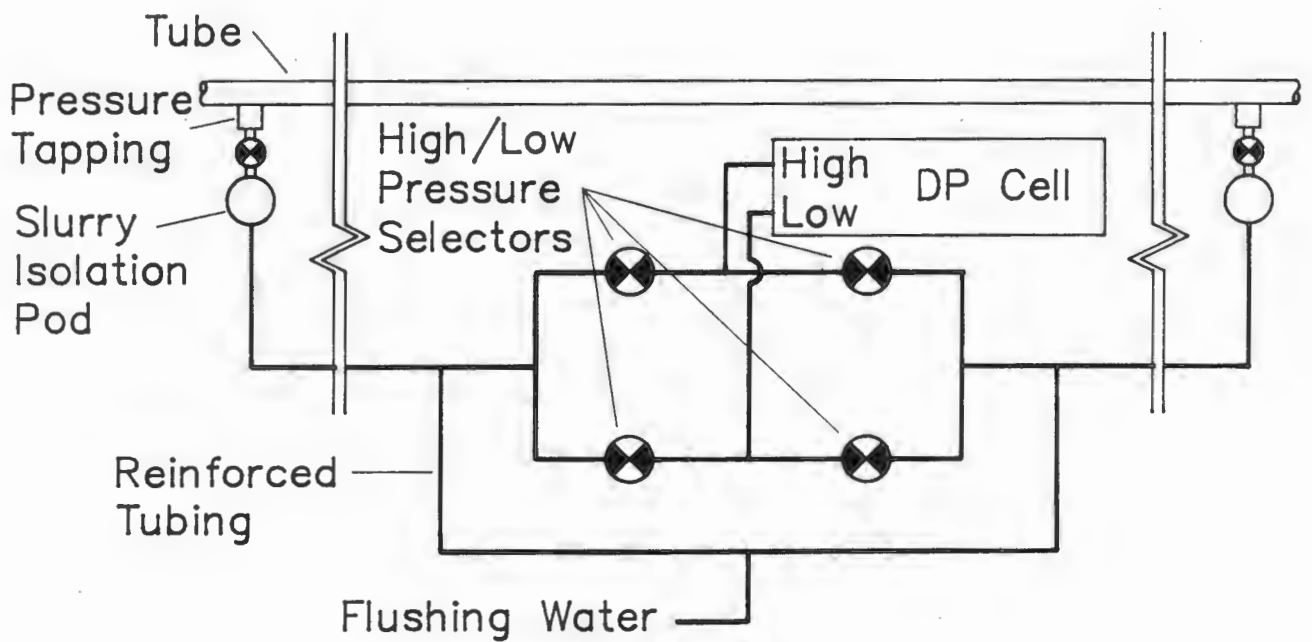 Tube
Pressure
Tapping
High/Low
Pressure
Selectors
High
Low
DP Cell
Slurry
Isolation
Pod
Reinforced
Tubing
Flushing Water